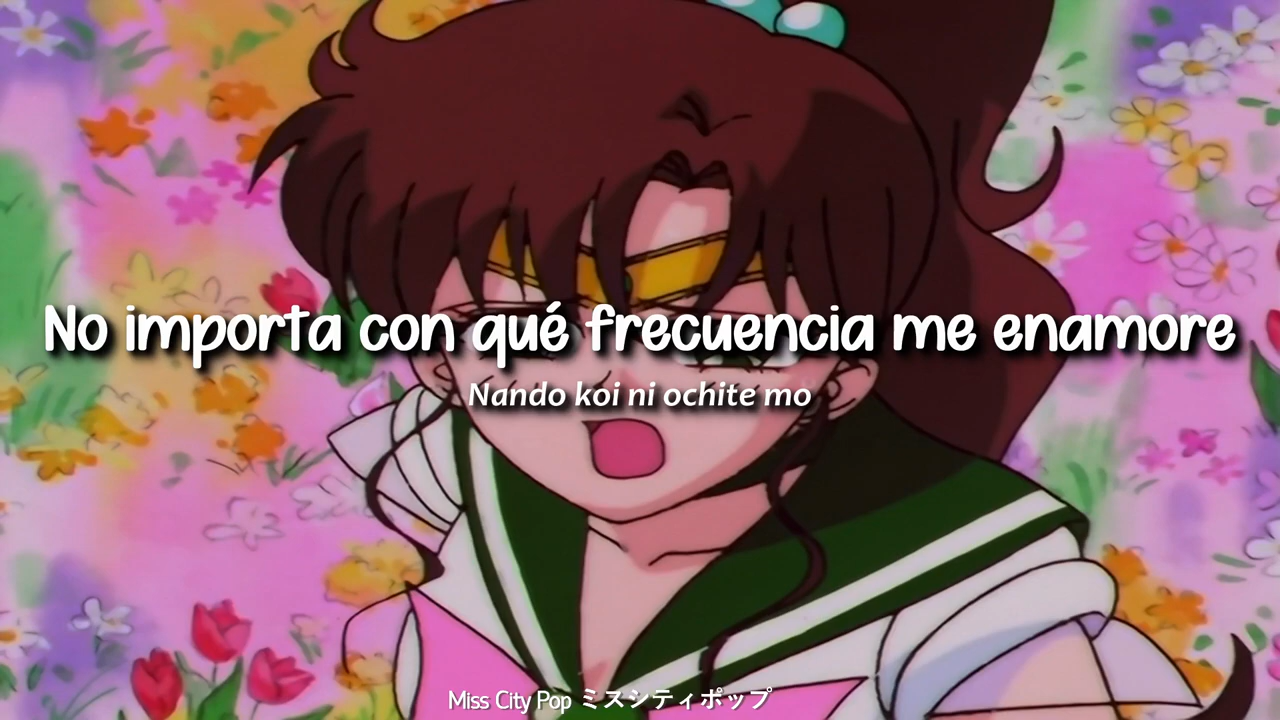 No importa con qué frecuencia me enamore
Nando koi ni ochite mo
Miss City Pop ミスシティポップ